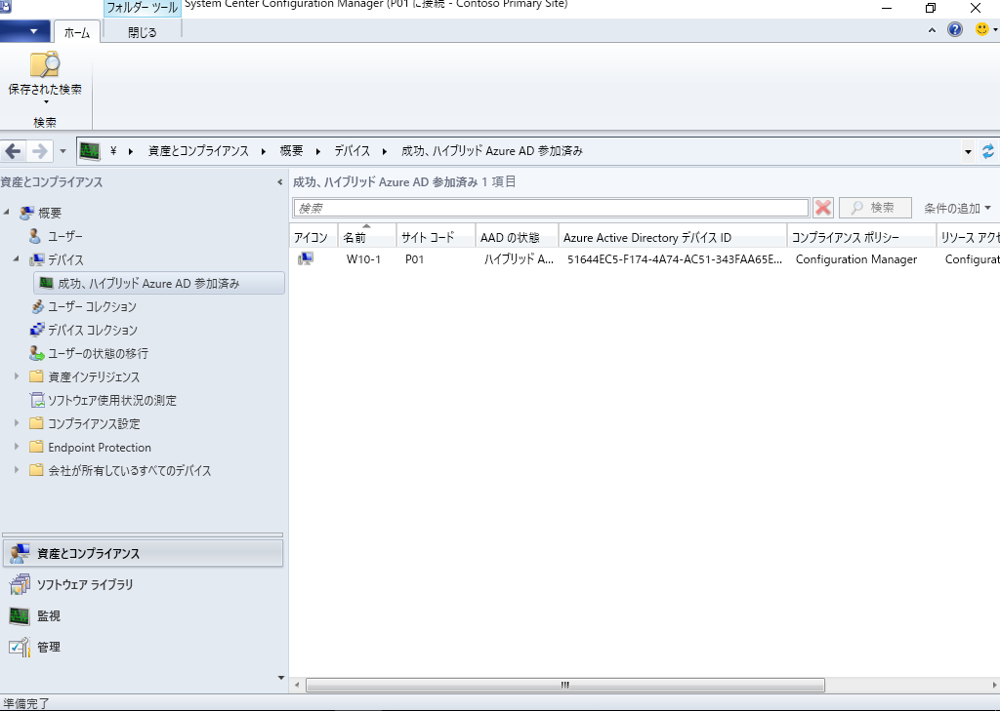 フォルダー ツール
System Center Configuration Manager (P01 に接続 - Contoso Primary Site)
ホーム
閉じる
保存された検索
検索
¥ 資産とコンプライアンス 概要 デバイス 成功、ハイブリッド Azure AD 参加済み
資産とコンプライアンス
概要
ユーザー
デバイス
成功、ハイブリッド Azure AD 参加済み
ユーザー コレクション
デバイス コレクション
ユーザーの状態の移行
資産インテリジェンス
ソフトウェア使用状況の測定
コンプライアンス設定
Endpoint Protection
会社が所有しているすべてのデバイス
資産とコンプライアンス
ソフトウェア ライブラリ
監視
管理
成功、ハイブリッド Azure AD 参加済み 1 項目
検索
検索
条件の追加
アイコン 名前 サイト コード AAD の状態 Azure Active Directory デバイス ID コンプライアンス ポリシー リソース アクセ
W10-1 P01 ハイブリッド A... 51644EC5-F174-4A74-AC51-343FAA65E... Configuration Manager Configurat
準備完了